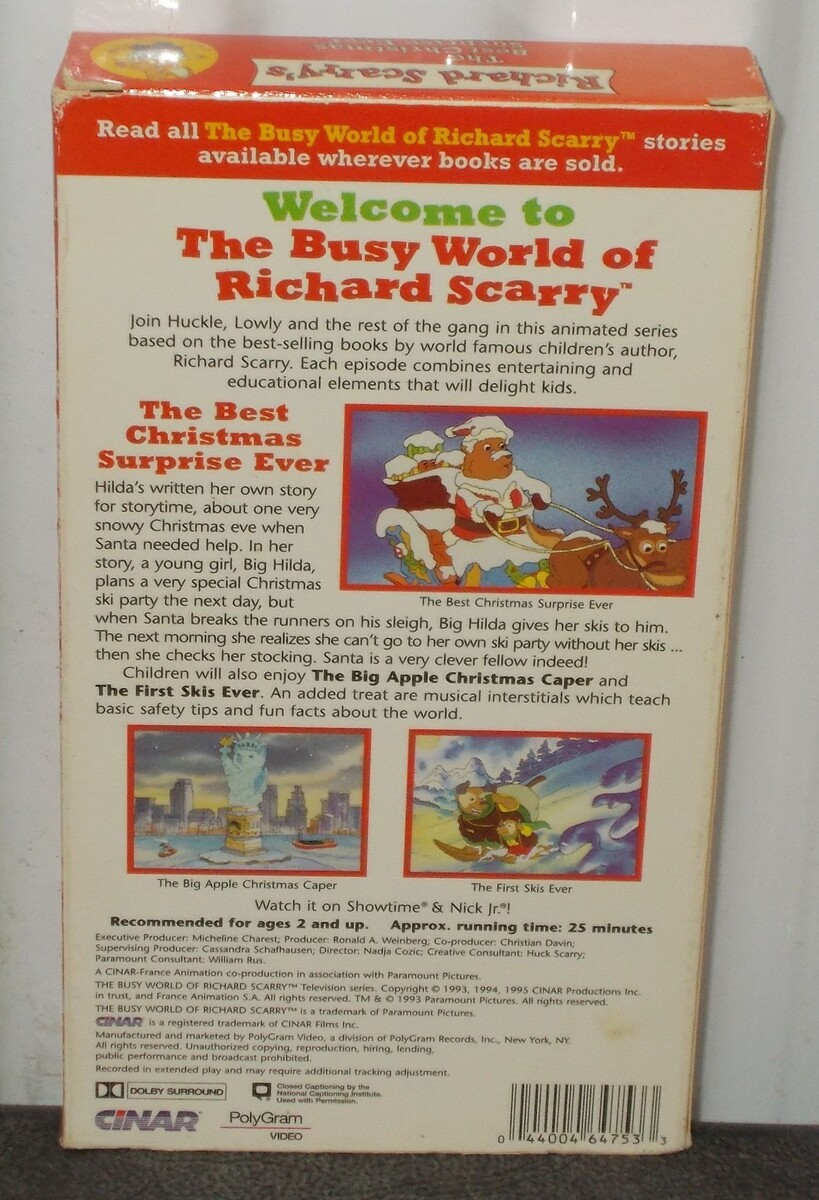 Richard Scarry's
The
Best Christmas
Surprise Ever
Read all The Busy World of Richard Scarry™ stories
available wherever books are sold.
Welcome to
The Busy World of
Richard Scarry™
Join Huckle, Lowly and the rest of the gang in this animated series
based on the best-selling books by world famous children's author,
Richard Scarry. Each episode combines entertaining and
educational elements that will delight kids.
The Best
Christmas
Surprise Ever
Hilda's written her own story
for storytime, about one very
snowy Christmas eve when
Santa needed help. In her
story, a young girl, Big Hilda,
plans a very special Christmas
ski party the next day, but
when Santa breaks the runners on his sleigh, Big Hilda gives her skis to him.
The next morning she realizes she can't go to her own ski party without her skis ...
then she checks her stocking. Santa is a very clever fellow indeed!
The Best Christmas Surprise Ever
Children will also enjoy The Big Apple Christmas Caper and
The First Skis Ever. An added treat are musical interstitials which teach
basic safety tips and fun facts about the world.
The Big Apple Christmas Caper
The First Skis Ever
Watch it on Showtime® & Nick Jr.®!
Recommended for ages 2 and up. Approx. running time: 25 minutes
Executive Producer: Micheline Charest; Producer: Ronald A. Weinberg; Co-producer: Christian Davin;
Supervising Producer: Cassandra Schafhausen; Director: Nadja Cozic; Creative Consultant: Huck Scarry;
Paramount Consultant: William Rus.
A CINAR-France Animation co-production in association with Paramount Pictures.
THE BUSY WORLD OF RICHARD SCARRY™ Television series. Copyright © 1993, 1994, 1995 CINAR Productions Inc.
in trust, and France Animation S.A. All rights reserved. TM & © 1993 Paramount Pictures. All rights reserved.
THE BUSY WORLD OF RICHARD SCARRY™ is a trademark of Paramount Pictures.
CINAR is a registered trademark of CINAR Films Inc.
Manufactured and marketed by PolyGram Video, a division of PolyGram Records, Inc., New York, NY.
All rights reserved. Unauthorized copying, reproduction, hiring, lending,
public performance and broadcast prohibited.
Recorded in extended play and may require additional tracking adjustment.
DOLBY SURROUND
Closed Captioning by the
National Captioning Institute.
Used with Permission.
CINAR®
PolyGram
VIDEO
0 44004 64753 3